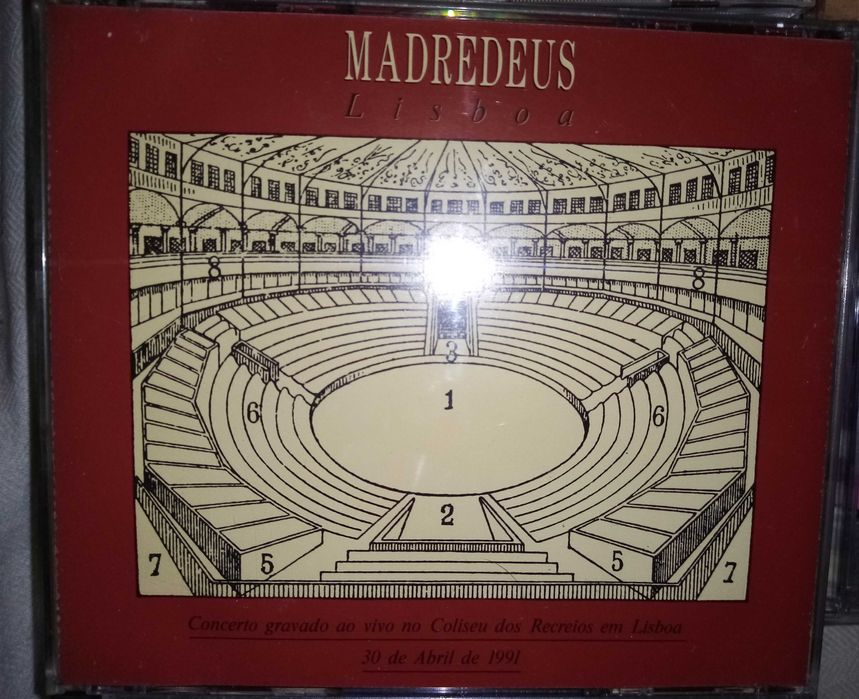 MADREDEUS
Lisboa
8 8
3
1
6 6
2
7 5 5 7
Concerto gravado ao vivo no Coliseu dos Recreios em Lisboa
30 de Abril de 1991